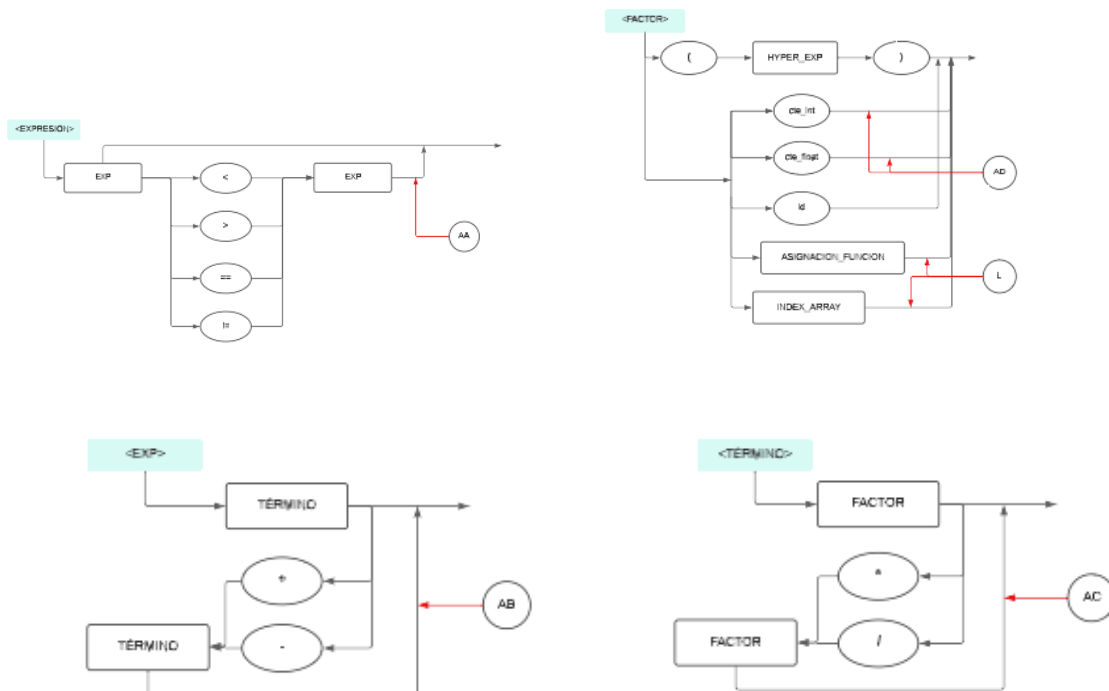 <EXPRESION>
EXP
<
>
==
!=
EXP
AA
<FACTOR>
(
HYPER_EXP
)
cte_int
cte_float
id
AD
ASIGNACION_FUNCION
L
INDEX_ARRAY
<EXP>
TÉRMINO
+
-
TÉRMINO
AB
<TÉRMINO>
FACTOR
*
/
FACTOR
AC